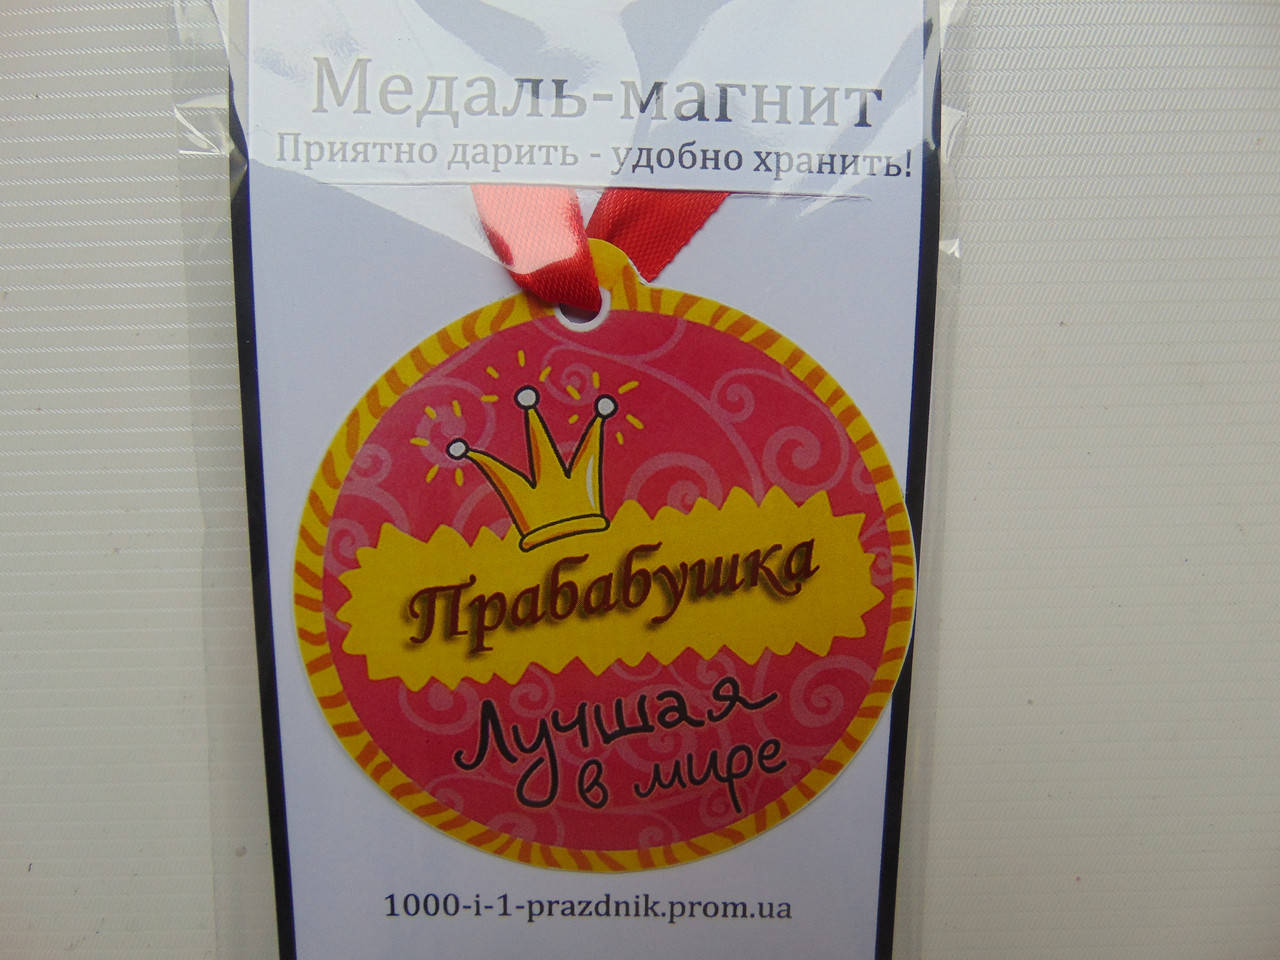 Медаль-магнит
Приятно дарить - удобно хранить!
Прабабушка
Лучшая
в мире
1000-i-1-prazdnik.prom.ua